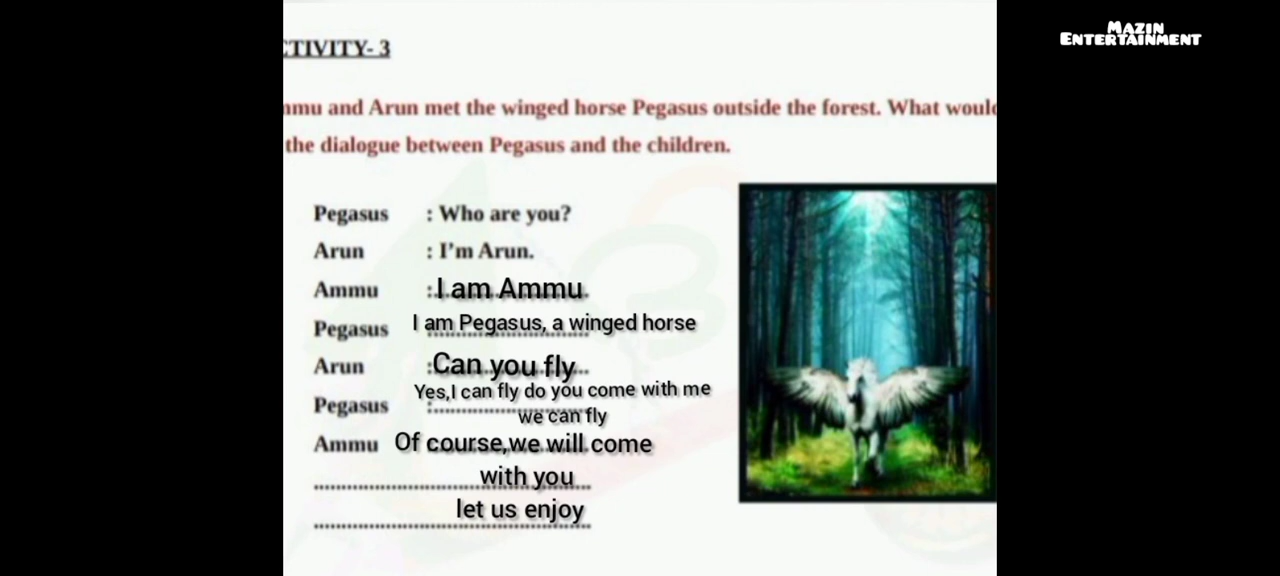 MAZIN
ENTERTAINMENT
CTIVITY- 3
mmu and Arun met the winged horse Pegasus outside the forest. What would
the dialogue between Pegasus and the children.
Pegasus : Who are you?
Arun : I'm Arun.
Ammu : I am Ammu
Pegasus I am Pegasus, a winged horse
Arun : Can you fly
Pegasus : Yes,I can fly do you come with me
we can fly
Ammu Of course,we will come
with you
let us enjoy